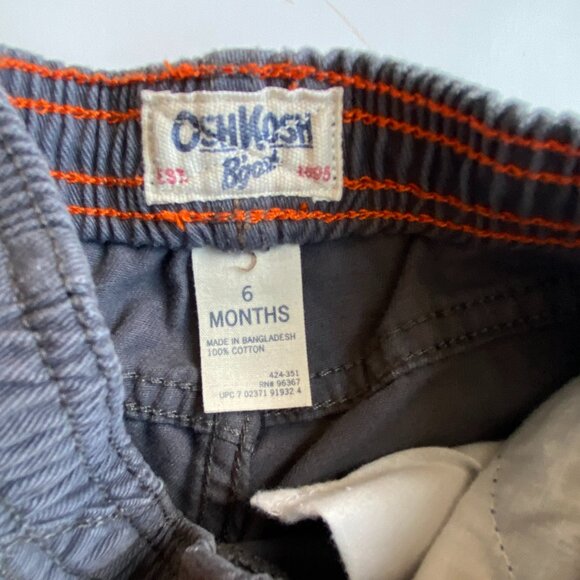 OSHKOSH
EST. B'gosh 1895
6
MONTHS
MADE IN BANGLADESH
100% COTTON
424-351
RN# 96367
UPC 7 02371 91932 4